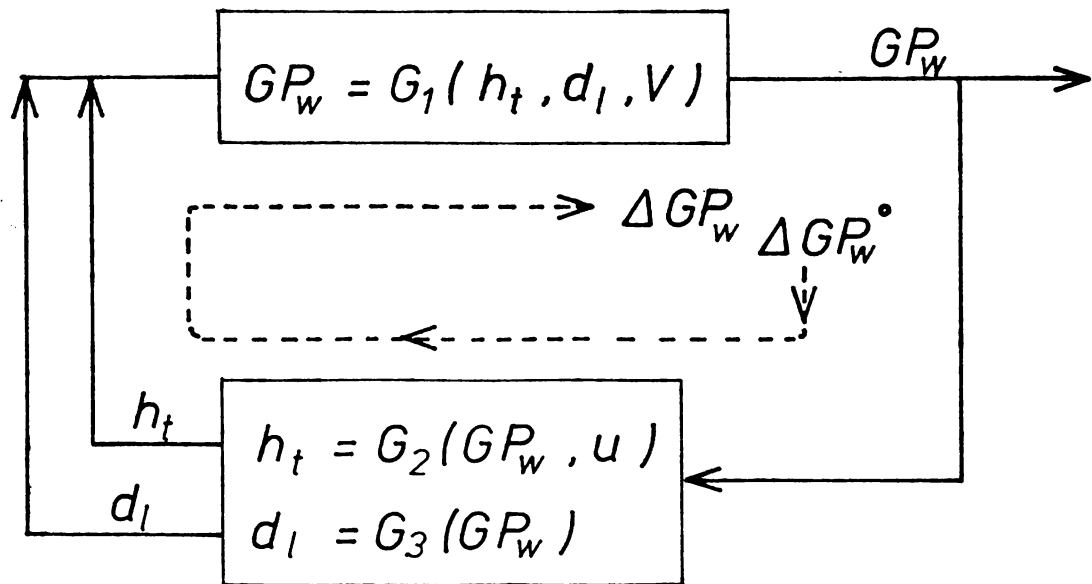 GP_w
GP_w = G_1(h_t, d_l, V)
ΔGP_w ΔGP_w°
h_t
h_t = G_2(GP_w, u)
d_l
d_l = G_3(GP_w)